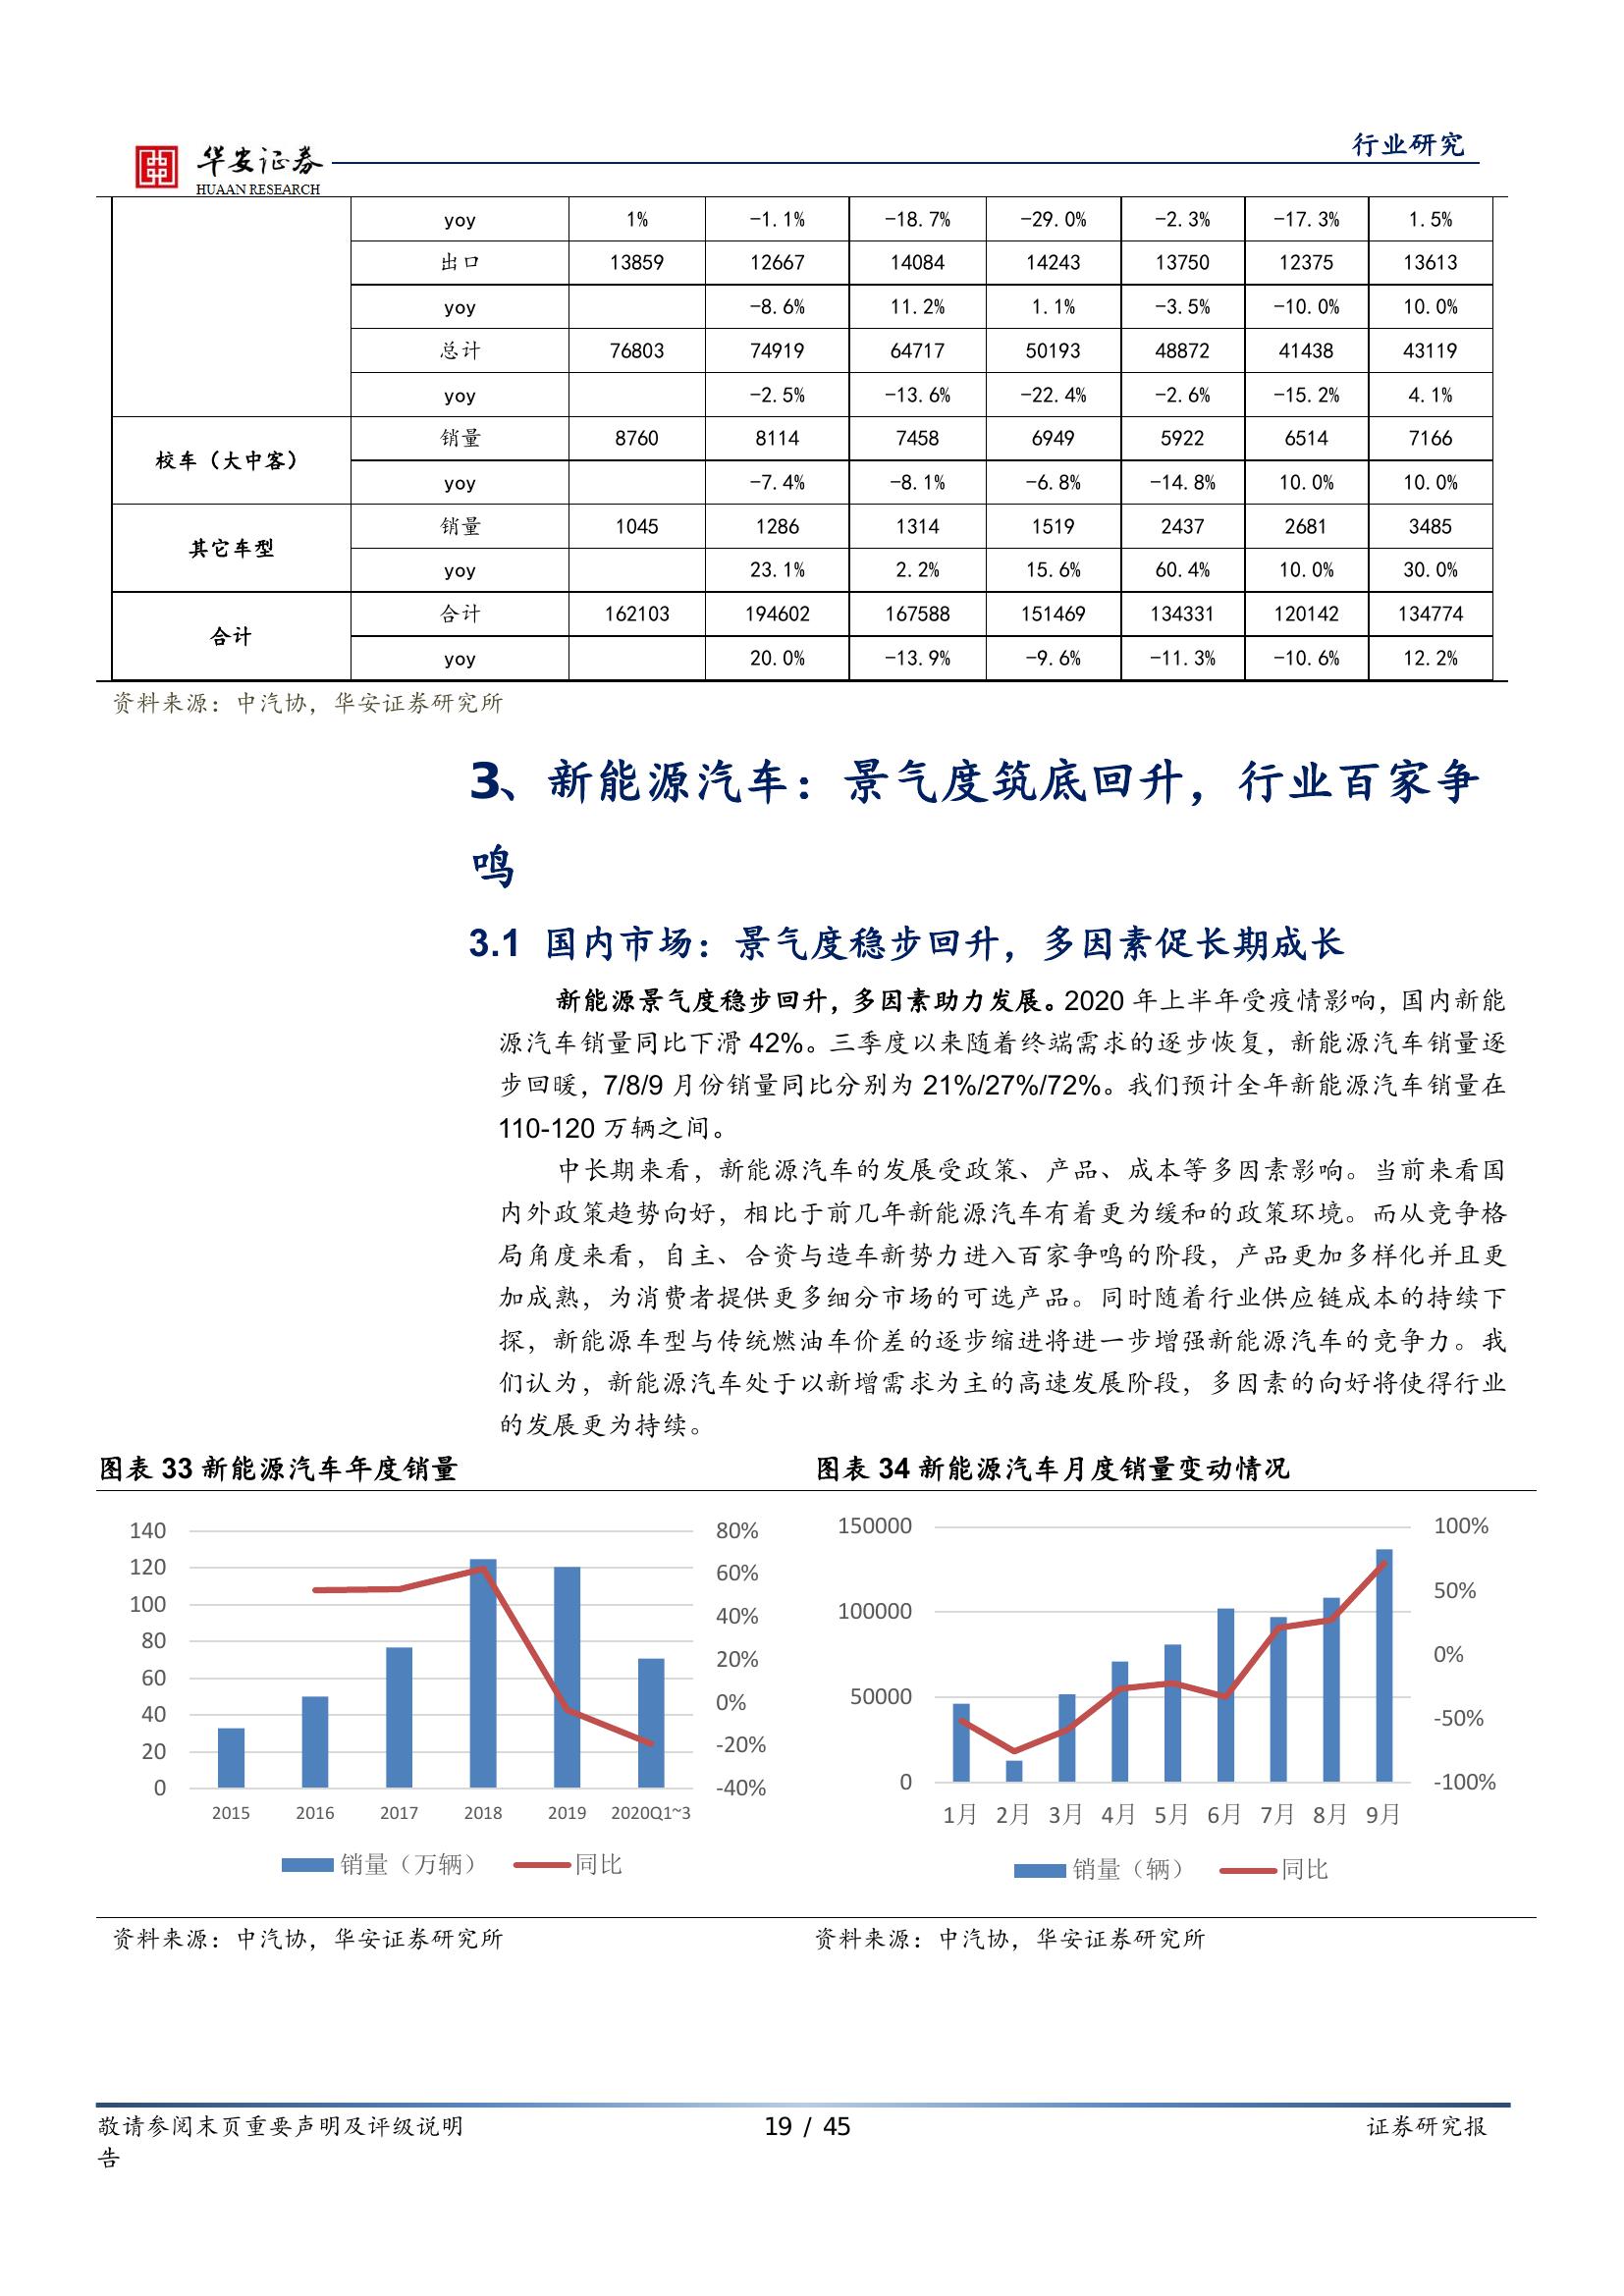 华安证券
HUAAN RESEARCH
行业研究
yoy 1% -1.1% -18.7% -29.0% -2.3% -17.3% 1.5%
出口 13859 12667 14084 14243 13750 12375 13613
yoy -8.6% 11.2% 1.1% -3.5% -10.0% 10.0%
总计 76803 74919 64717 50193 48872 41438 43119
yoy -2.5% -13.6% -22.4% -2.6% -15.2% 4.1%
校车（大中客） 销量 8760 8114 7458 6949 5922 6514 7166
yoy -7.4% -8.1% -6.8% -14.8% 10.0% 10.0%
其它车型 销量 1045 1286 1314 1519 2437 2681 3485
yoy 23.1% 2.2% 15.6% 60.4% 10.0% 30.0%
合计 合计 162103 194602 167588 151469 134331 120142 134774
yoy 20.0% -13.9% -9.6% -11.3% -10.6% 12.2%
资料来源：中汽协，华安证券研究所
3、新能源汽车：景气度筑底回升，行业百家争
鸣
3.1 国内市场：景气度稳步回升，多因素促长期成长
新能源景气度稳步回升，多因素助力发展。2020 年上半年受疫情影响，国内新能
源汽车销量同比下滑 42%。三季度以来随着终端需求的逐步恢复，新能源汽车销量逐
步回暖，7/8/9 月份销量同比分别为 21%/27%/72%。我们预计全年新能源汽车销量在
110-120 万辆之间。
中长期来看，新能源汽车的发展受政策、产品、成本等多因素影响。当前来看国
内外政策趋势向好，相比于前几年新能源汽车有着更为缓和的政策环境。而从竞争格
局角度来看，自主、合资与造车新势力进入百家争鸣的阶段，产品更加多样化并且更
加成熟，为消费者提供更多细分市场的可选产品。同时随着行业供应链成本的持续下
探，新能源车型与传统燃油车价差的逐步缩进将进一步增强新能源汽车的竞争力。我
们认为，新能源汽车处于以新增需求为主的高速发展阶段，多因素的向好将使得行业
的发展更为持续。
图表 33 新能源汽车年度销量
140
120
100
80
60
40
20
0
80%
60%
40%
20%
0%
-20%
-40%
2015 2016 2017 2018 2019 2020Q1~3
销量（万辆） 同比
资料来源：中汽协，华安证券研究所
图表 34 新能源汽车月度销量变动情况
150000
100000
50000
0
100%
50%
0%
-50%
-100%
1月 2月 3月 4月 5月 6月 7月 8月 9月
销量（辆） 同比
资料来源：中汽协，华安证券研究所
敬请参阅末页重要声明及评级说明 19 / 45 证券研究报
告